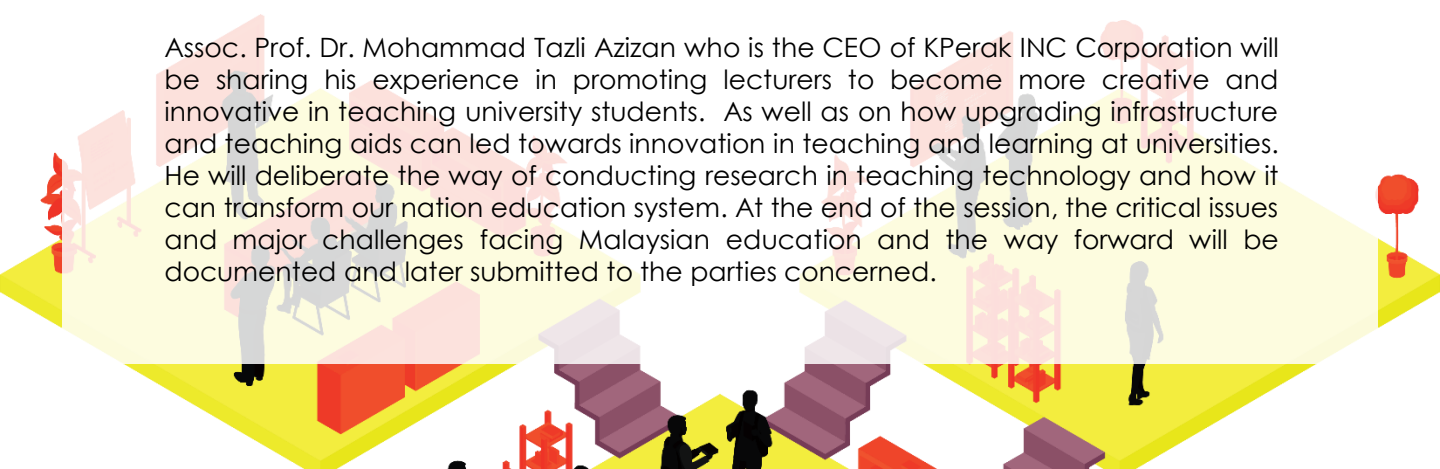 Assoc. Prof. Dr. Mohammad Tazli Azizan who is the CEO of KPerak INC Corporation will
be sharing his experience in promoting lecturers to become more creative and
innovative in teaching university students. As well as on how upgrading infrastructure
and teaching aids can led towards innovation in teaching and learning at universities.
He will deliberate the way of conducting research in teaching technology and how it
can transform our nation education system. At the end of the session, the critical issues
and major challenges facing Malaysian education and the way forward will be
documented and later submitted to the parties concerned.